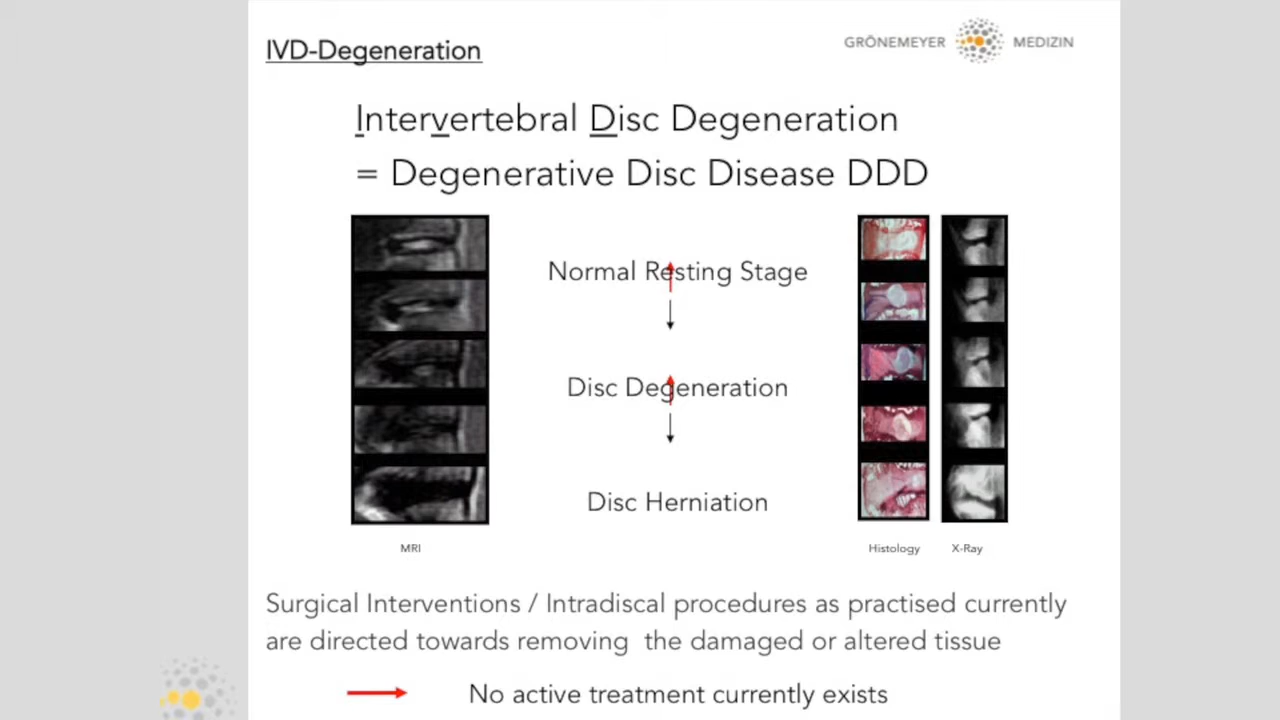 IVD-Degeneration
GRÖNEMEYER MEDIZIN
Intervertebral Disc Degeneration
= Degenerative Disc Disease DDD
Normal Resting Stage
Disc Degeneration
Disc Herniation
MRI
Histology
X-Ray
Surgical Interventions / Intradiscal procedures as practised currently
are directed towards removing the damaged or altered tissue
No active treatment currently exists